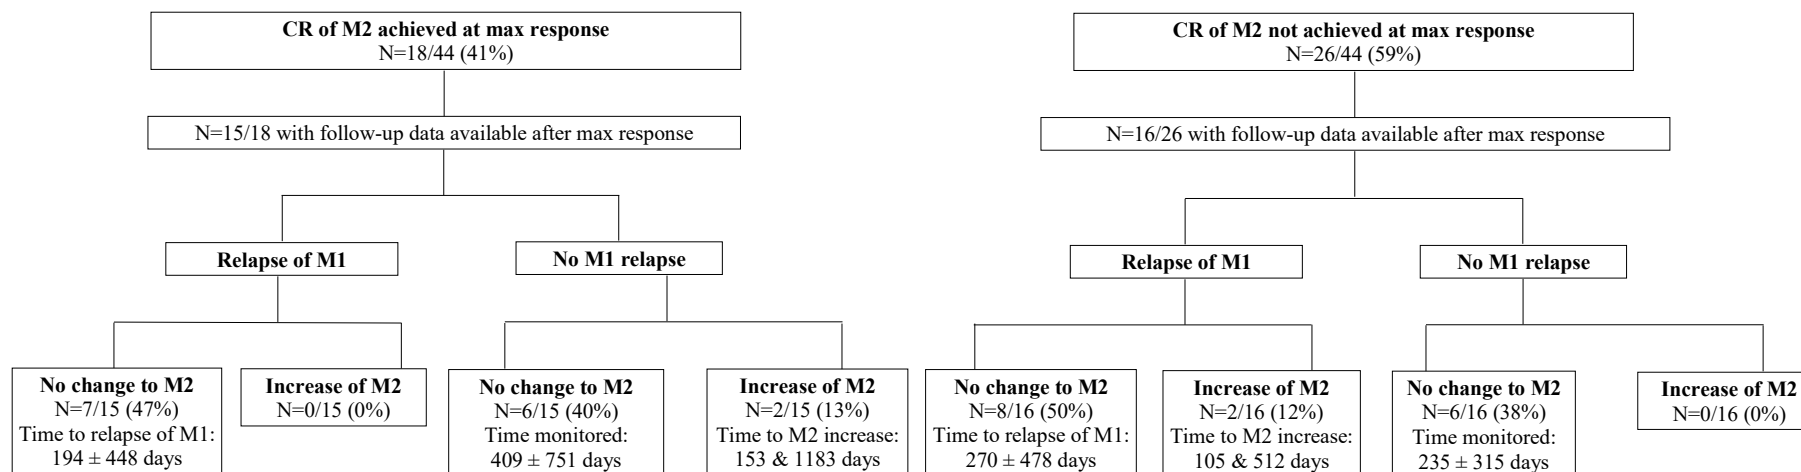 CR of M2 achieved at max response
N=18/44 (41%)
N=15/18 with follow-up data available after max response
Relapse of M1
No M1 relapse
No change to M2
N=7/15 (47%)
Time to relapse of M1:
194 ± 448 days
Increase of M2
N=0/15 (0%)
No change to M2
N=6/15 (40%)
Time monitored:
409 ± 751 days
Increase of M2
N=2/15 (13%)
Time to M2 increase:
153 & 1183 days
CR of M2 not achieved at max response
N=26/44 (59%)
N=16/26 with follow-up data available after max response
Relapse of M1
No M1 relapse
No change to M2
N=8/16 (50%)
Time to relapse of M1:
270 ± 478 days
Increase of M2
N=2/16 (12%)
Time to M2 increase:
105 & 512 days
No change to M2
N=6/16 (38%)
Time monitored:
235 ± 315 days
Increase of M2
N=0/16 (0%)